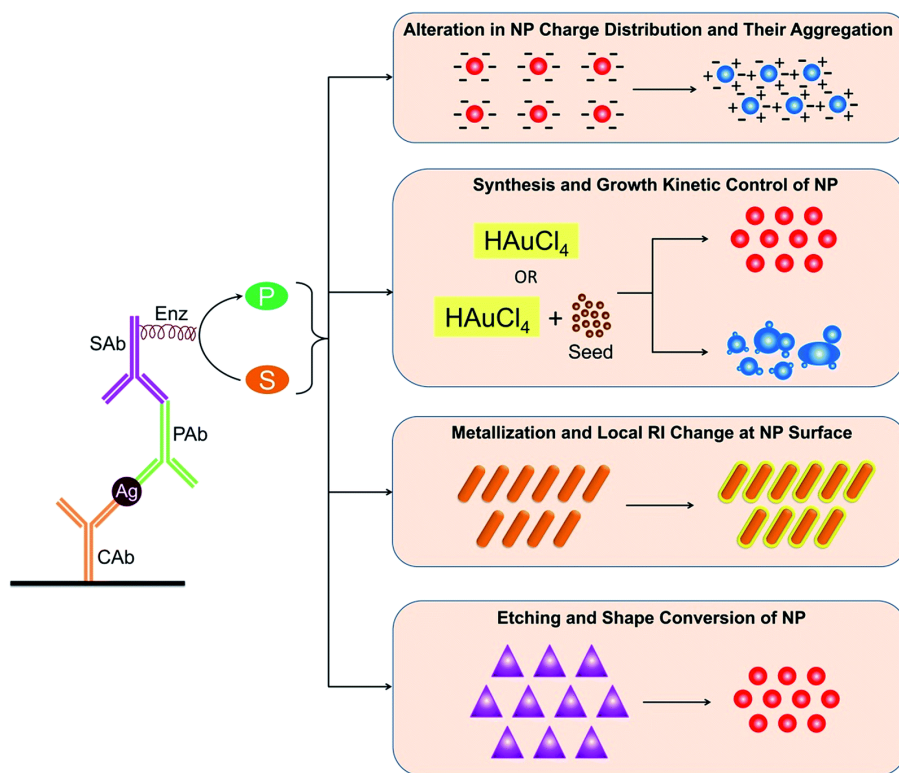 Alteration in NP Charge Distribution and Their Aggregation
Synthesis and Growth Kinetic Control of NP
HAuCl4
OR
HAuCl4 +
Seed
P
Enz
SAb
S
PAb
Ag
CAb
Metallization and Local RI Change at NP Surface
Etching and Shape Conversion of NP